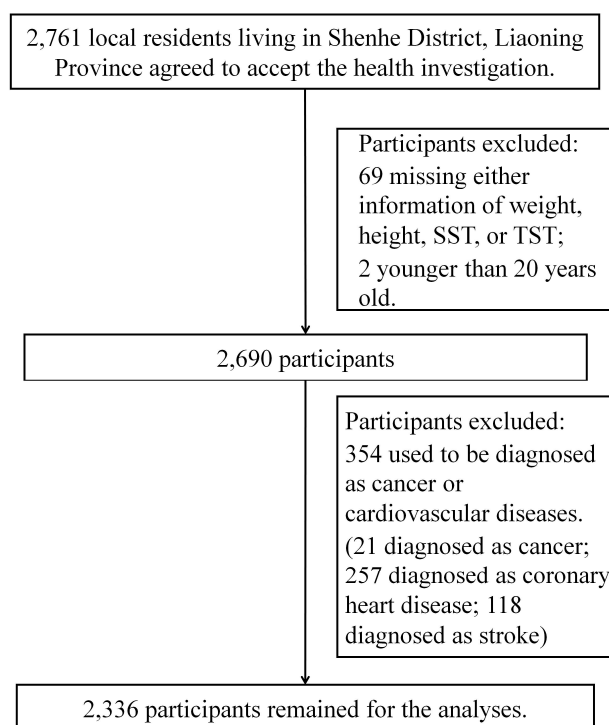 2,761 local residents living in Shenhe District, Liaoning
Province agreed to accept the health investigation.
Participants excluded:
69 missing either
information of weight,
height, SST, or TST;
2 younger than 20 years
old.
2,690 participants
Participants excluded:
354 used to be diagnosed
as cancer or
cardiovascular diseases.
(21 diagnosed as cancer;
257 diagnosed as coronary
heart disease; 118
diagnosed as stroke)
2,336 participants remained for the analyses.